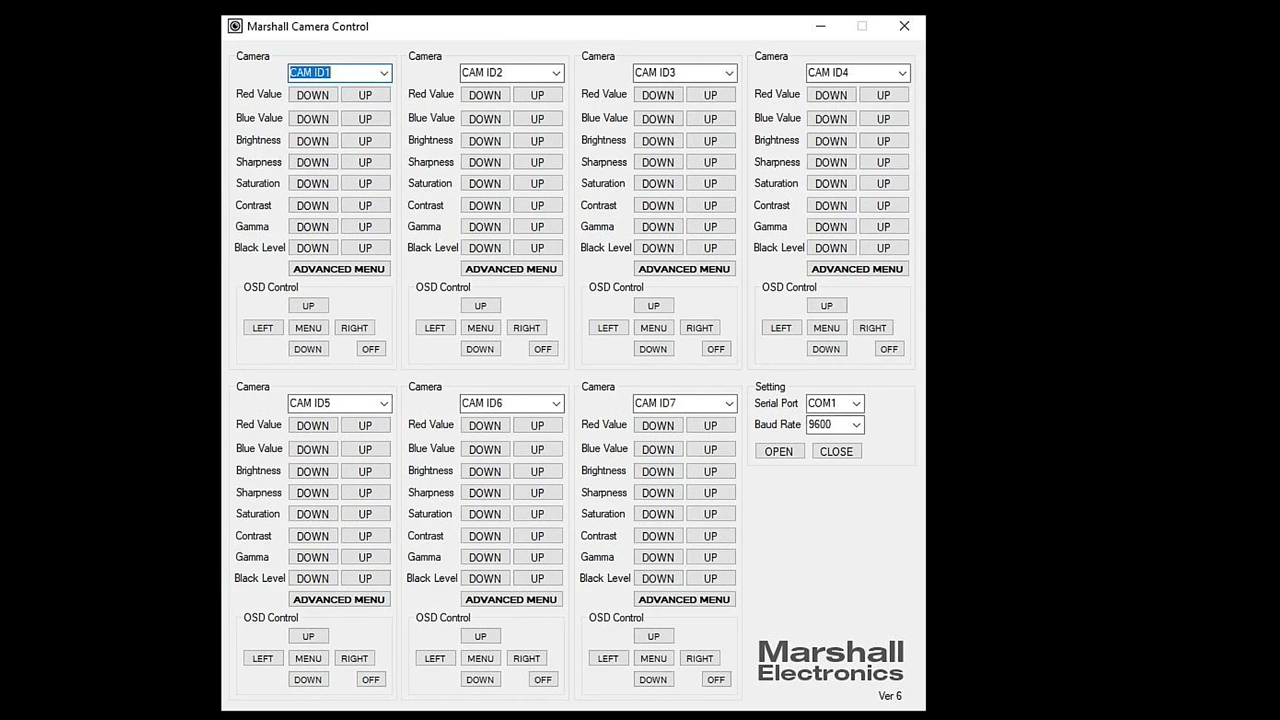 Marshall Camera Control
Camera Camera Camera Camera
CAM ID1 CAM ID2 CAM ID3 CAM ID4
Red Value DOWN UP Red Value DOWN UP Red Value DOWN UP Red Value DOWN UP
Blue Value DOWN UP Blue Value DOWN UP Blue Value DOWN UP Blue Value DOWN UP
Brightness DOWN UP Brightness DOWN UP Brightness DOWN UP Brightness DOWN UP
Sharpness DOWN UP Sharpness DOWN UP Sharpness DOWN UP Sharpness DOWN UP
Saturation DOWN UP Saturation DOWN UP Saturation DOWN UP Saturation DOWN UP
Contrast DOWN UP Contrast DOWN UP Contrast DOWN UP Contrast DOWN UP
Gamma DOWN UP Gamma DOWN UP Gamma DOWN UP Gamma DOWN UP
Black Level DOWN UP Black Level DOWN UP Black Level DOWN UP Black Level DOWN UP
ADVANCED MENU ADVANCED MENU ADVANCED MENU ADVANCED MENU
OSD Control OSD Control OSD Control OSD Control
UP UP UP UP
LEFT MENU RIGHT LEFT MENU RIGHT LEFT MENU RIGHT LEFT MENU RIGHT
DOWN OFF DOWN OFF DOWN OFF DOWN OFF
Camera Camera Camera Setting
CAM ID5 CAM ID6 CAM ID7 Serial Port COM1
Red Value DOWN UP Red Value DOWN UP Red Value DOWN UP Baud Rate 9600
Blue Value DOWN UP Blue Value DOWN UP Blue Value DOWN UP OPEN CLOSE
Brightness DOWN UP Brightness DOWN UP Brightness DOWN UP
Sharpness DOWN UP Sharpness DOWN UP Sharpness DOWN UP
Saturation DOWN UP Saturation DOWN UP Saturation DOWN UP
Contrast DOWN UP Contrast DOWN UP Contrast DOWN UP
Gamma DOWN UP Gamma DOWN UP Gamma DOWN UP
Black Level DOWN UP Black Level DOWN UP Black Level DOWN UP
ADVANCED MENU ADVANCED MENU ADVANCED MENU
OSD Control OSD Control OSD Control
UP UP UP
LEFT MENU RIGHT LEFT MENU RIGHT LEFT MENU RIGHT
DOWN OFF DOWN OFF DOWN OFF
Marshall
Electronics
Ver 6